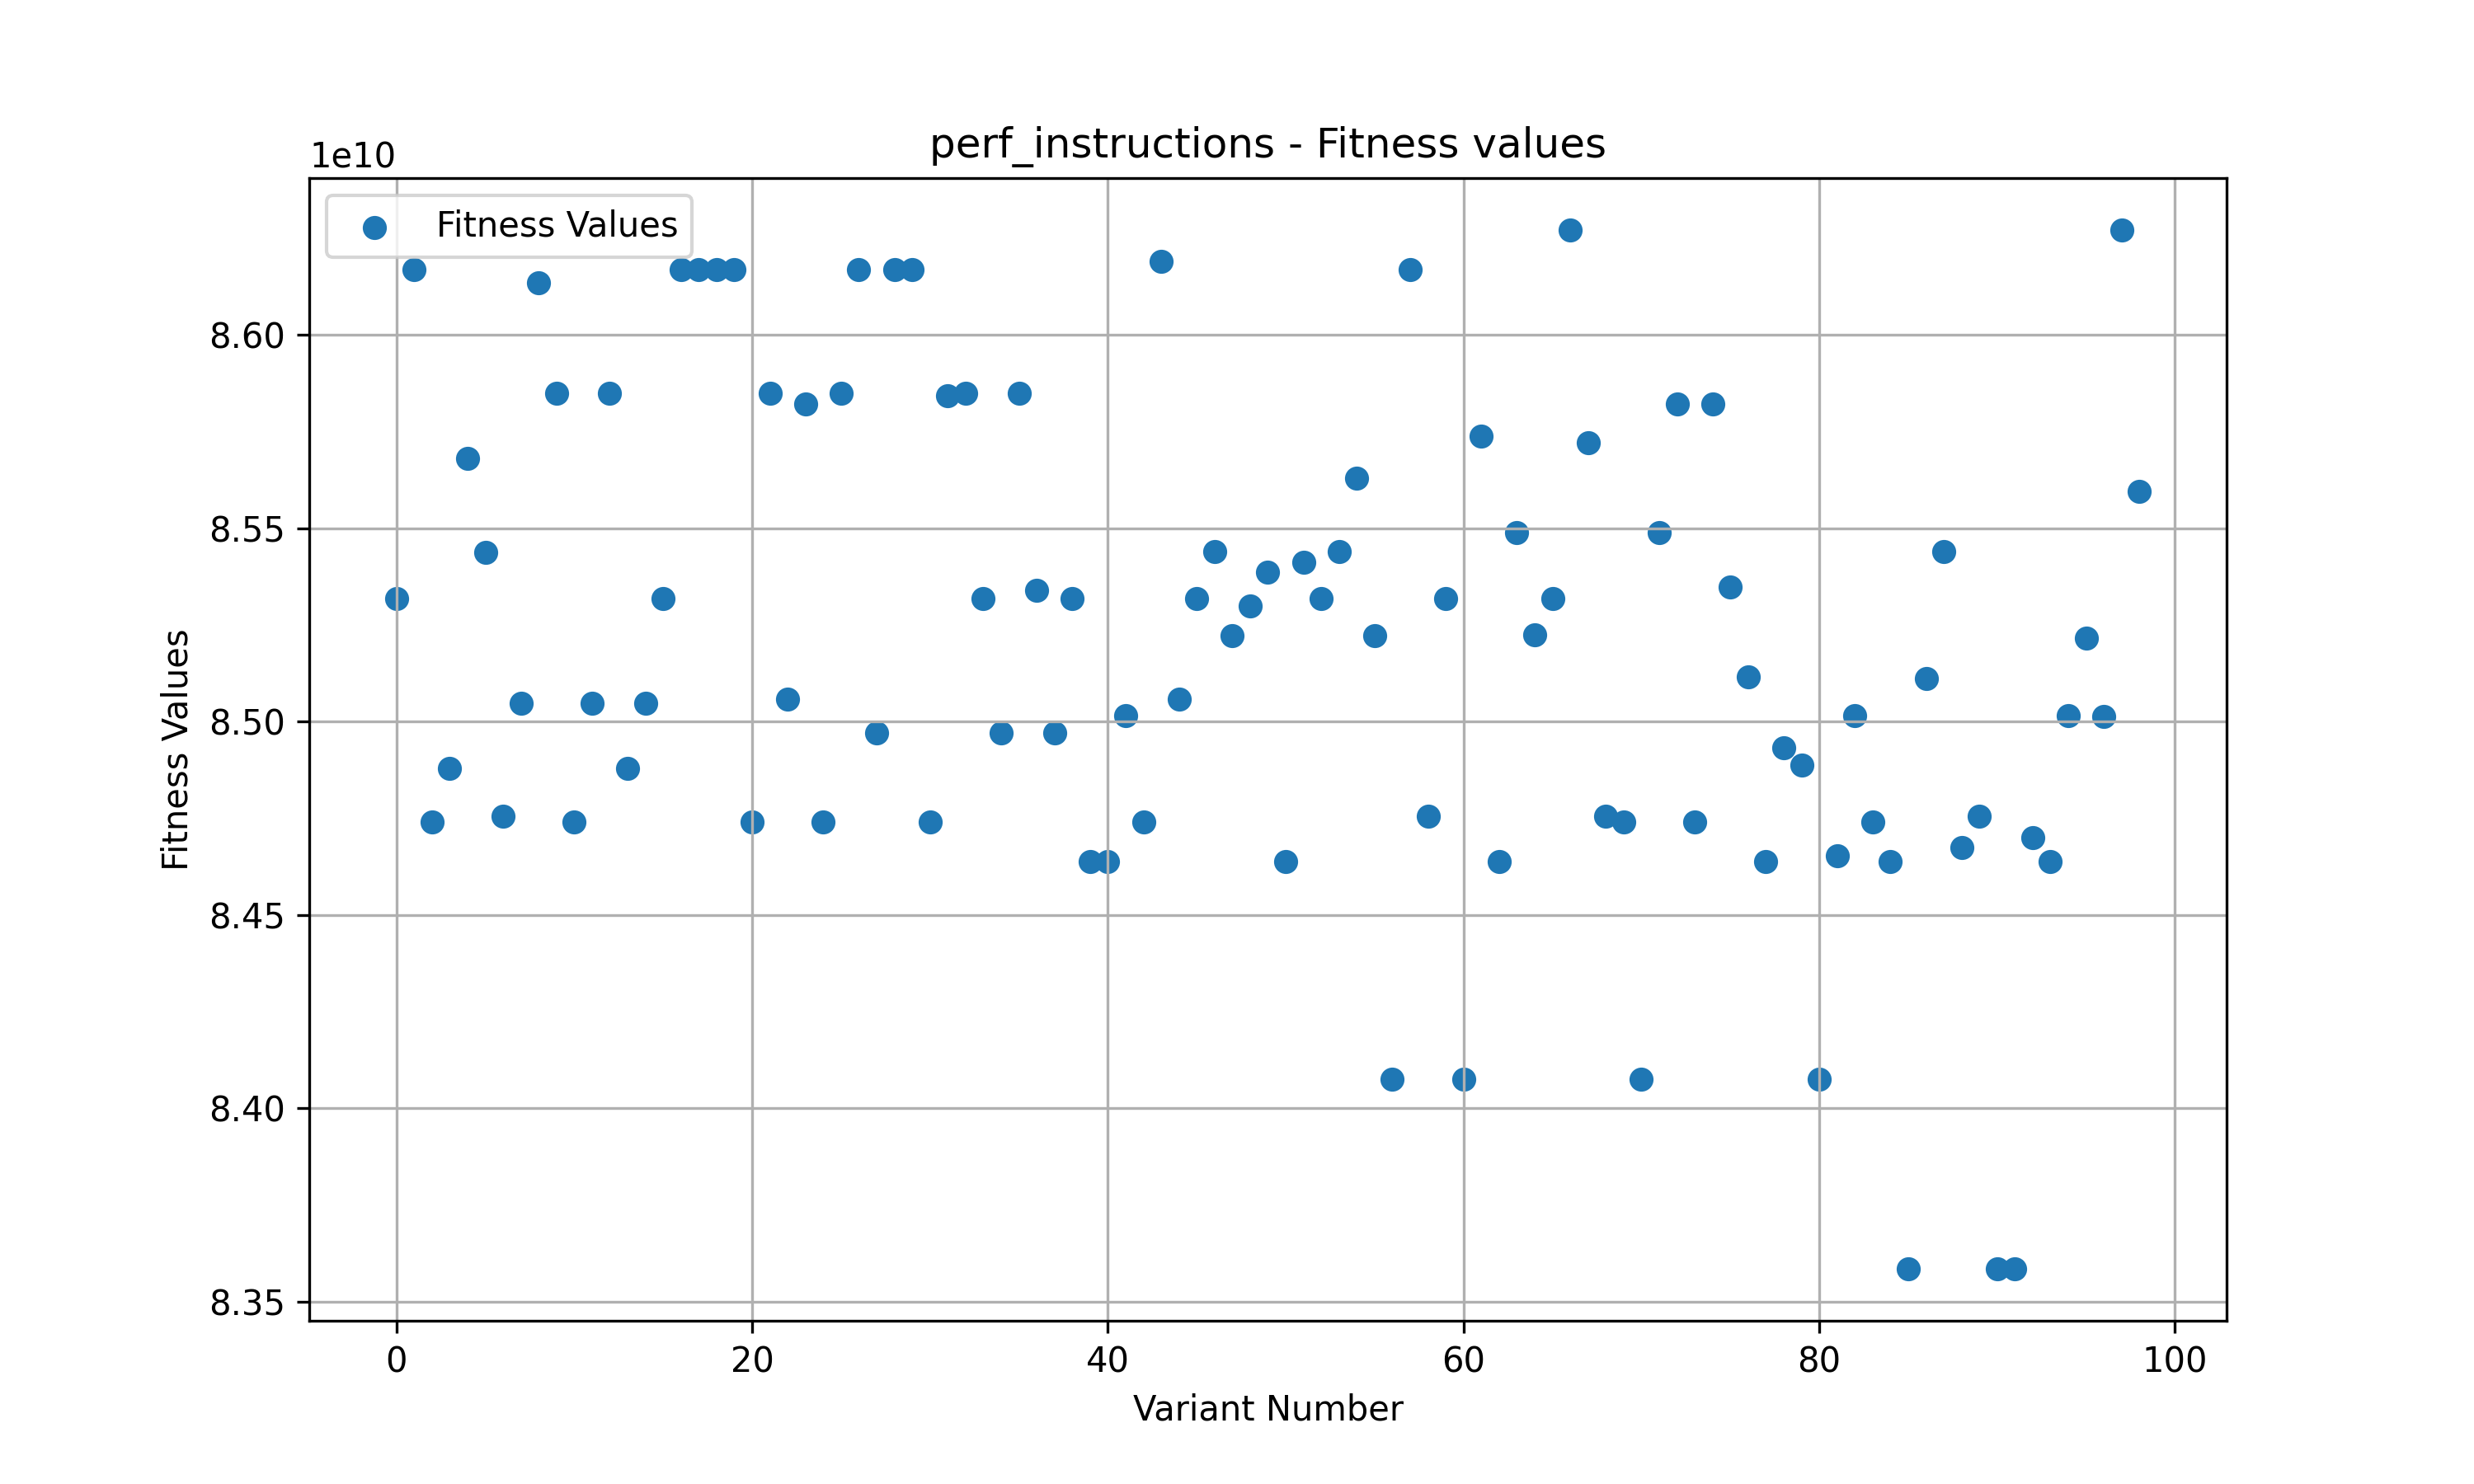 perf_instructions - Fitness values
1e10
Fitness Values
8.60
8.55
8.50
8.45
8.40
8.35
Fitness Values
0 20 40 60 80 100
Variant Number